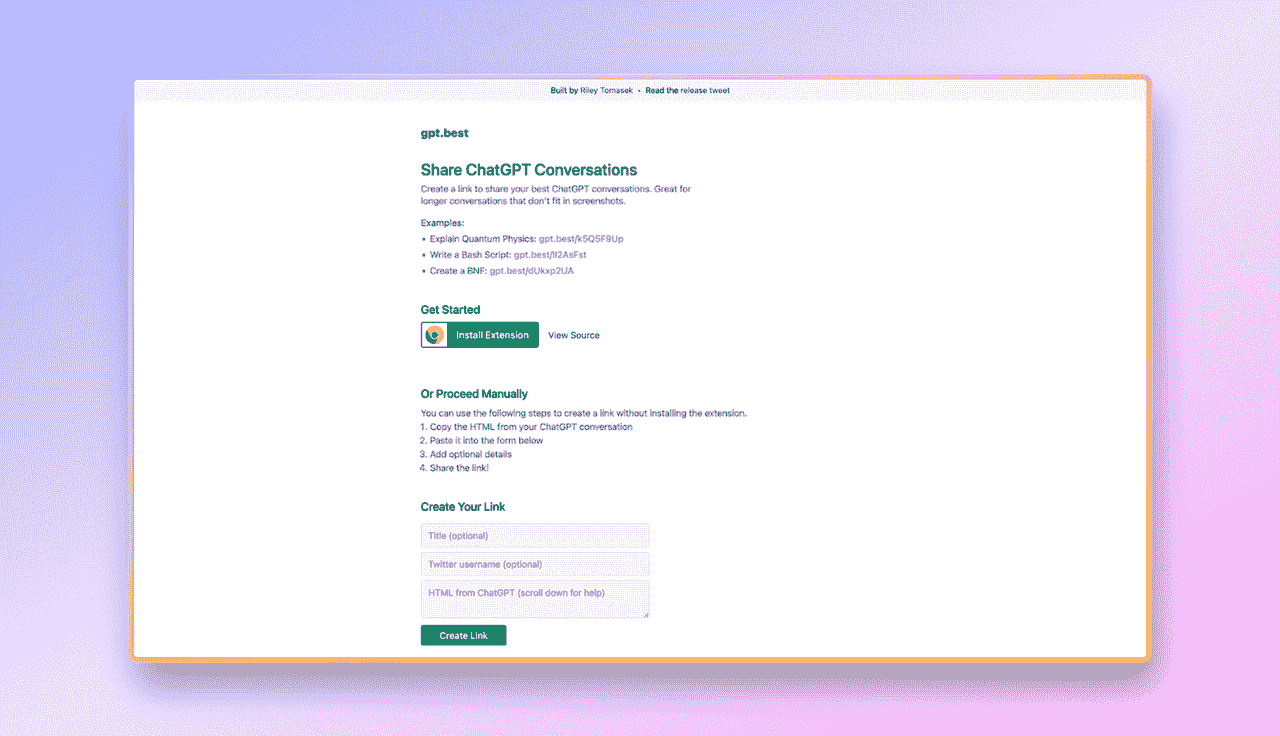 Built by Riley Tomasek • Read the release tweet
gpt.best
Share ChatGPT Conversations
Create a link to share your best ChatGPT conversations. Great for
longer conversations that don't fit in screenshots.
Examples:
• Explain Quantum Physics: gpt.best/k5Q5F9Up
• Write a Bash Script: gpt.best/lI2AsFst
• Create a BNF: gpt.best/dUkxp2UA
Get Started
Install Extension View Source
Or Proceed Manually
You can use the following steps to create a link without installing the extension.
1. Copy the HTML from your ChatGPT conversation
2. Paste it into the form below
3. Add optional details
4. Share the link!
Create Your Link
Title (optional)
Twitter username (optional)
HTML from ChatGPT (scroll down for help)
Create Link